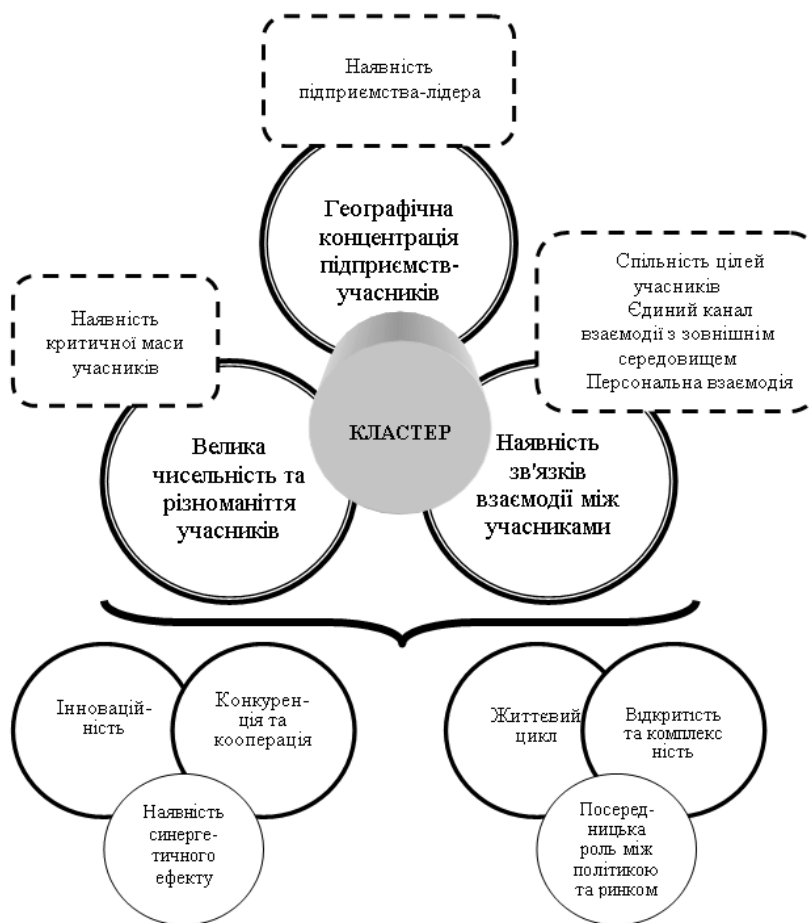 Наявність
підприємства-лідера
Географічна
концентрація
підприємств-
учасників
Спільність цілей
учасників
Єдиний канал
взаємодії з зовнішнім
середовищем
Персональна взаємодія
Наявність
критичної маси
учасників
КЛАСТЕР
Велика
чисельність та
різноманіття
учасників
Наявність
зв'язків
взаємодії між
учасниками
Інновацій-
ність
Конкурен-
ція та
кооперація
Наявність
синерге-
тичного
ефекту
Життєвий
цикл
Відкритість
та комплекс
ність
Посеред-
ницька
роль між
політикою
та ринком